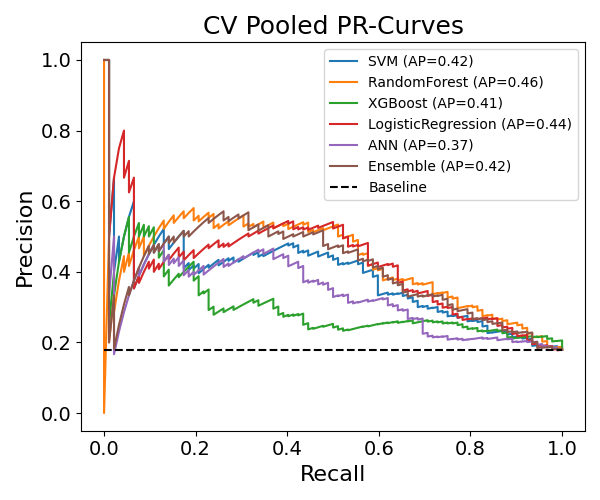 CV Pooled PR-Curves
Precision
1.0
0.8
0.6
0.4
0.2
0.0
SVM (AP=0.42)
RandomForest (AP=0.46)
XGBoost (AP=0.41)
LogisticRegression (AP=0.44)
ANN (AP=0.37)
Ensemble (AP=0.42)
Baseline
0.0 0.2 0.4 0.6 0.8 1.0
Recall